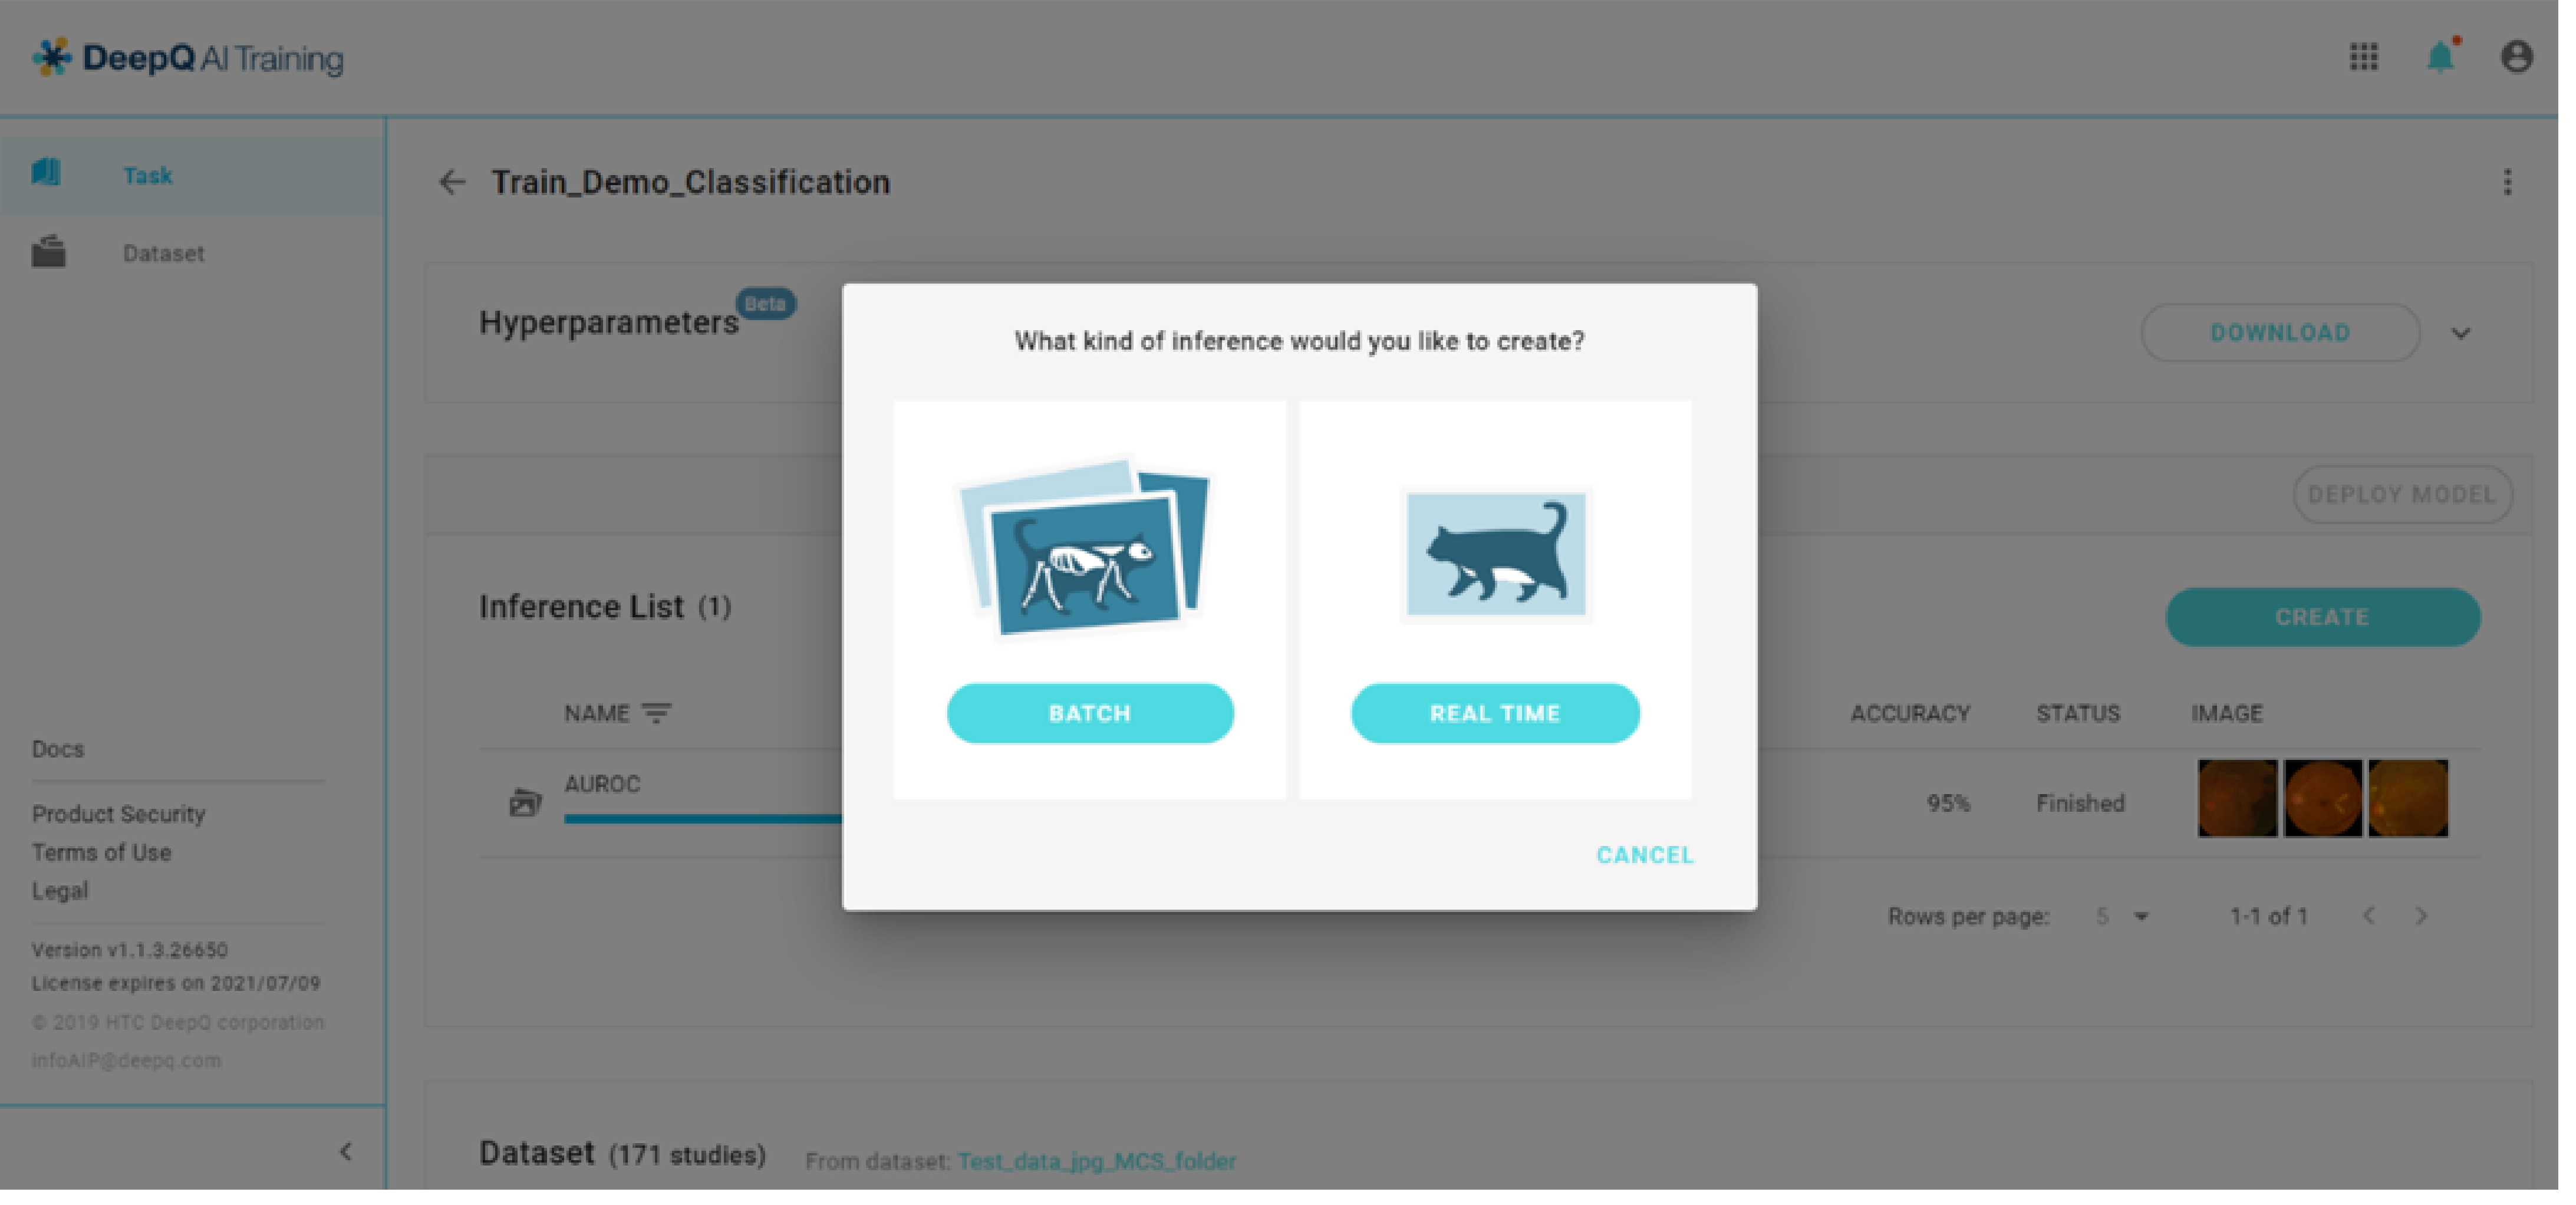 DeepQ AI Training
Task
Dataset
Docs
Product Security
Terms of Use
Legal
Version v1.1.3.26650
License expires on 2021/07/09
© 2019 HTC DeepQ corporation
infoAIP@deepq.com
Train_Demo_Classification
Hyperparameters Beta
DOWNLOAD
DEPLOY MODEL
Inference List (1)
CREATE
NAME ACCURACY STATUS IMAGE
AUROC 95% Finished
Rows per page: 5 1-1 of 1
Dataset (171 studies) From dataset: Test_data_jpg_MCS_folder
What kind of inference would you like to create?
BATCH REAL TIME
CANCEL